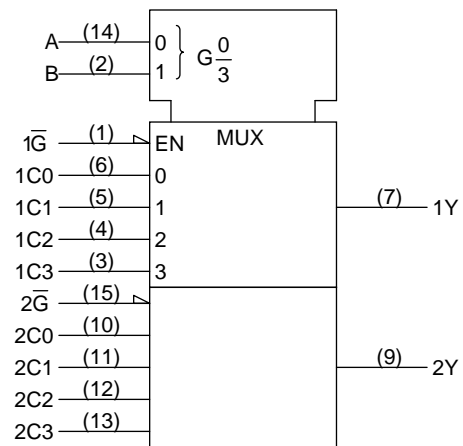 A (14) 0 } G 0/3
B (2) 1
MUX
1G̅ (1) EN
1C0 (6) 0
1C1 (5) 1 (7) 1Y
1C2 (4) 2
1C3 (3) 3
2G̅ (15)
2C0 (10)
2C1 (11) (9) 2Y
2C2 (12)
2C3 (13)